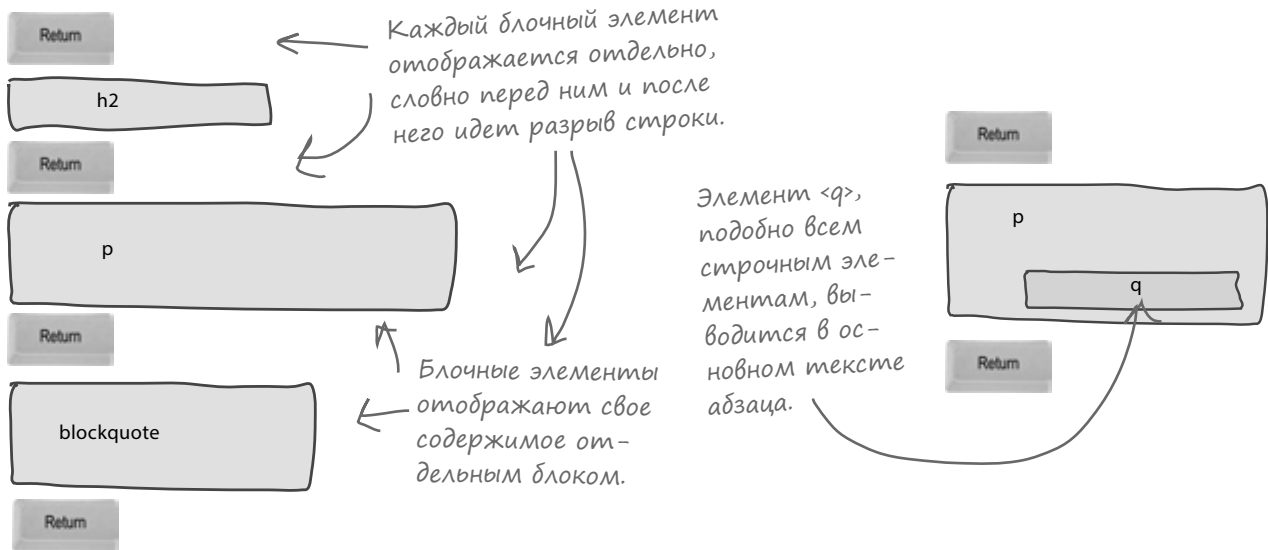 Return
Каждый блочный элемент
отображается отдельно,
словно перед ним и после
него идет разрыв строки.
h2
Return
p
Return
Блочные элементы
отображают свое
содержимое от-
дельным блоком.
blockquote
Return
Элемент <q>,
подобно всем
строчным эле-
ментам, вы-
водится в ос-
новном тексте
абзаца.
Return
p
q
Return